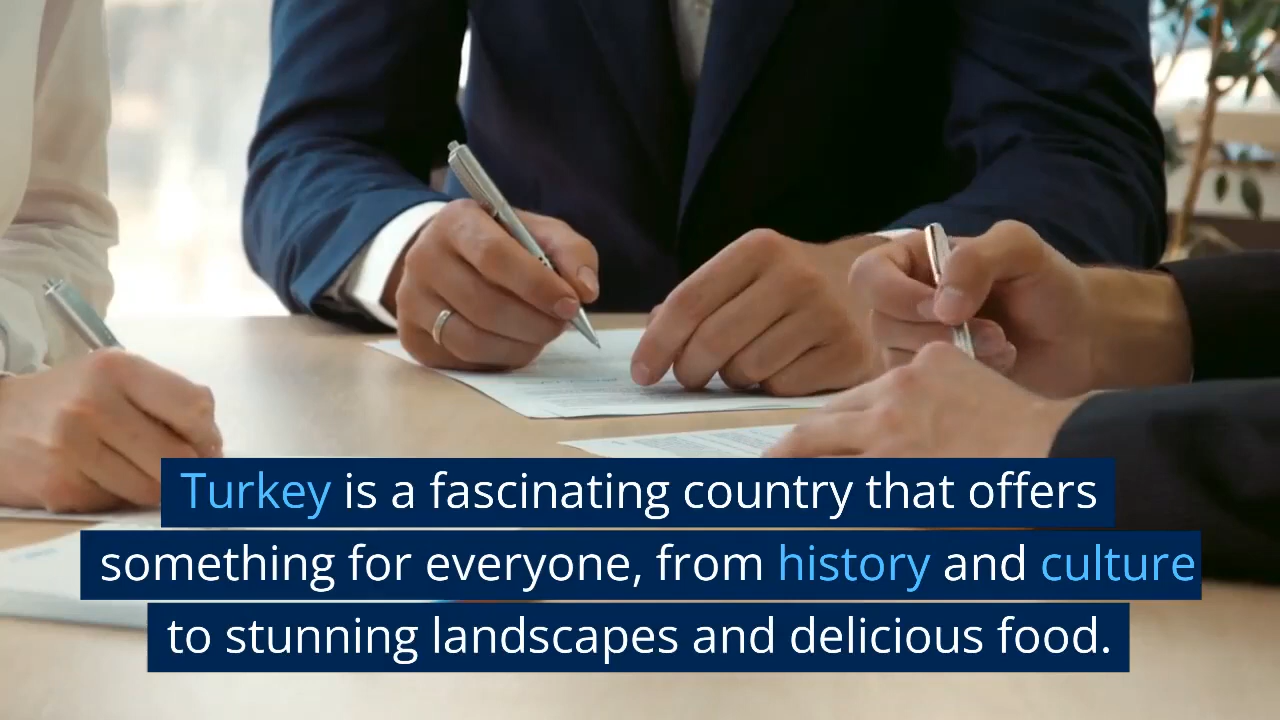 Turkey is a fascinating country that offers
something for everyone, from history and culture
to stunning landscapes and delicious food.